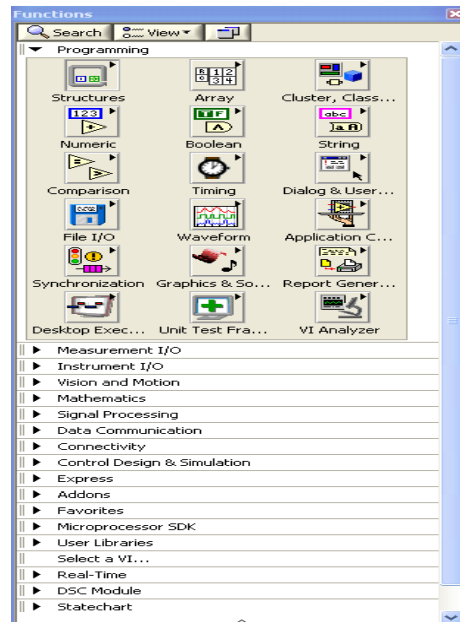 Functions
Search View
Programming
Structures Array Cluster, Class...
Numeric Boolean String
Comparison Timing Dialog & User...
File I/O Waveform Application C...
Synchronization Graphics & So... Report Gener...
Desktop Exec... Unit Test Fra... VI Analyzer
Measurement I/O
Instrument I/O
Vision and Motion
Mathematics
Signal Processing
Data Communication
Connectivity
Control Design & Simulation
Express
Addons
Favorites
Microprocessor SDK
User Libraries
Select a VI...
Real-Time
DSC Module
Statechart